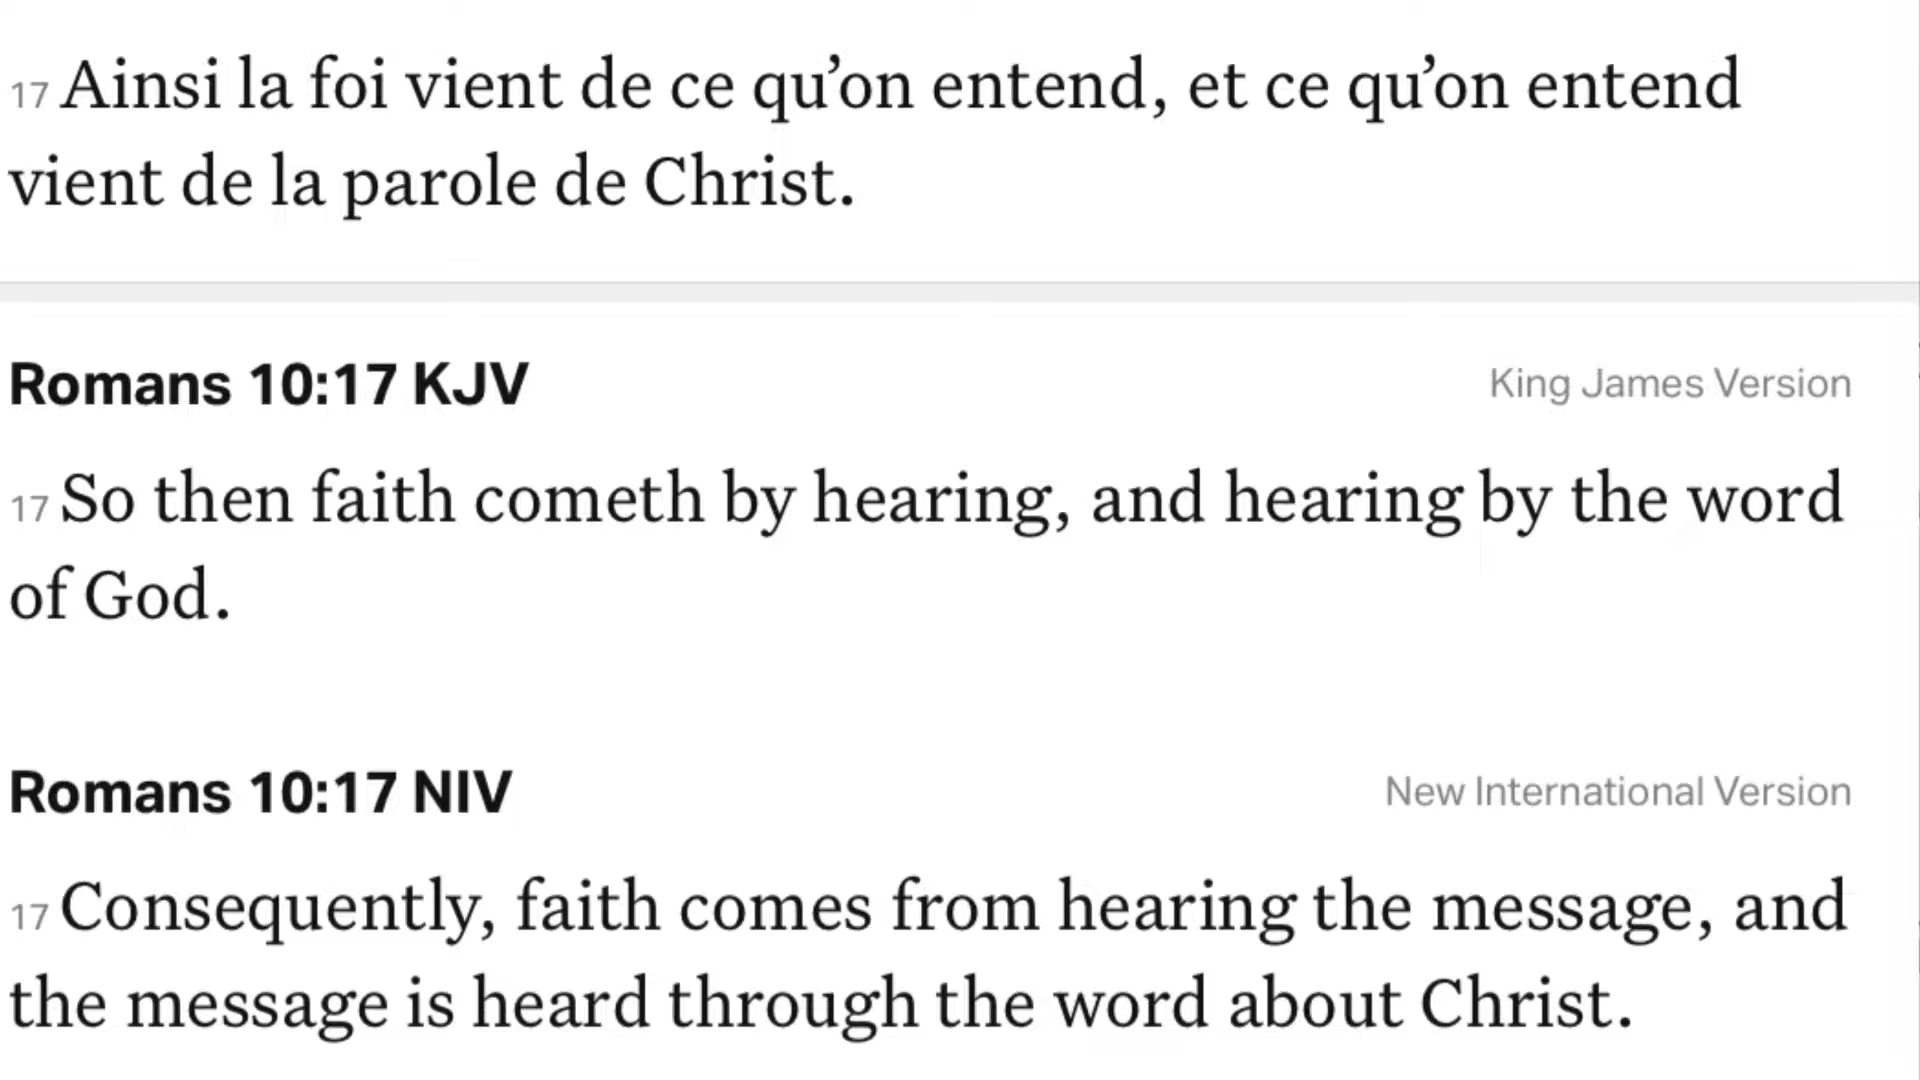 17 Ainsi la foi vient de ce qu’on entend, et ce qu’on entend
vient de la parole de Christ.
Romans 10:17 KJV
King James Version
17 So then faith cometh by hearing, and hearing by the word
of God.
Romans 10:17 NIV
New International Version
17 Consequently, faith comes from hearing the message, and
the message is heard through the word about Christ.